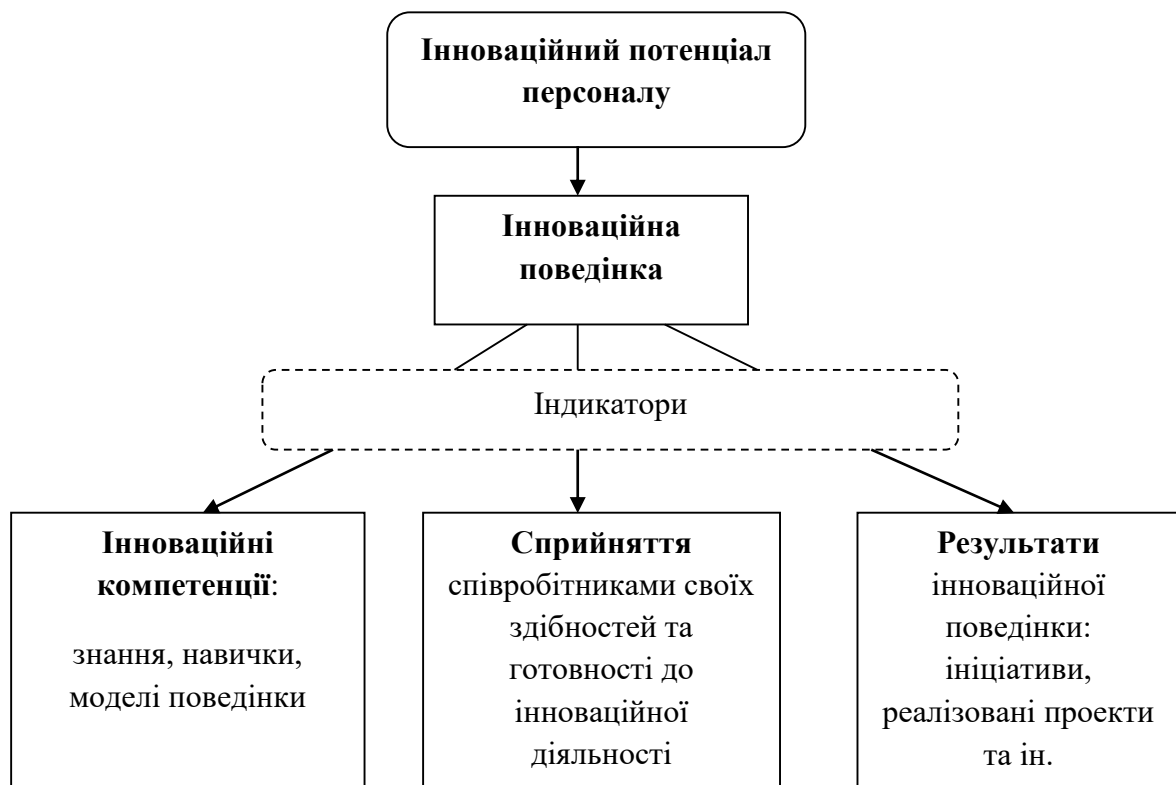 Інноваційний потенціал
персоналу
Інноваційна
поведінка
Індикатори
Інноваційні
компетенції:
знання, навички,
моделі поведінки
Сприйняття
співробітниками своїх
здібностей та
готовності до
інноваційної
діяльності
Результати
інноваційної
поведінки:
ініціативи,
реалізовані проекти
та ін.